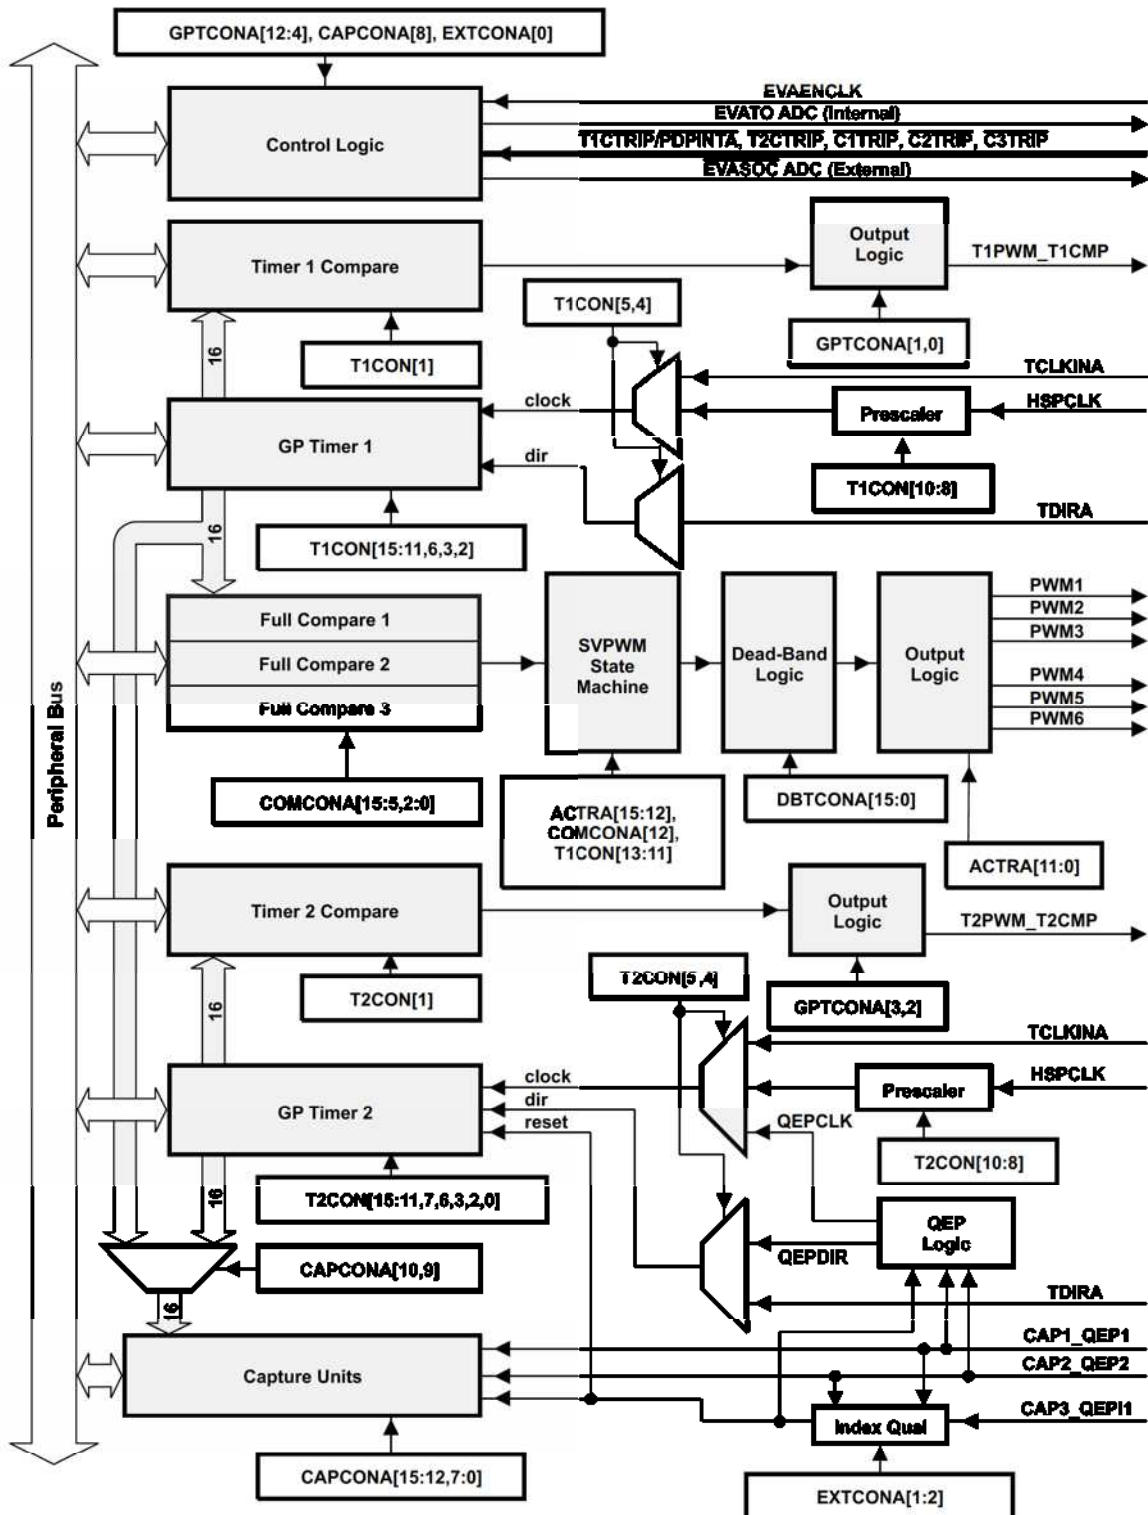 GPTCONA[12:4], CAPCONA[8], EXTCONA[0]
Control Logic
EVAENCLK
EVATO ADC (Internal)
T1CTRIP/PDPINTA, T2CTRIP, C1TRIP, C2TRIP, C3TRIP
EVASOC ADC (External)
Timer 1 Compare
Output
Logic
T1PWM_T1CMP
T1CON[5,4]
16
T1CON[1]
GPTCONA[1,0]
TCLKINA
clock
HSPCLK
Prescaler
GP Timer 1
dir
T1CON[10:8]
TDIRA
16
T1CON[15:11,6,3,2]
Full Compare 1
Full Compare 2
Full Compare 3
SVPWM
State
Machine
Dead-Band
Logic
Output
Logic
PWM1
PWM2
PWM3
PWM4
PWM5
PWM6
Peripheral Bus
COMCONA[15:5,2:0]
ACTRA[15:12],
COMCONA[12],
T1CON[13:11]
DBTCONA[15:0]
ACTRA[11:0]
Timer 2 Compare
Output
Logic
T2PWM_T2CMP
T2CON[5,4]
T2CON[1]
GPTCONA[3,2]
16
TCLKINA
clock
HSPCLK
Prescaler
dir
GP Timer 2
reset
QEPCLK
T2CON[10:8]
16
T2CON[15:11,7,6,3,2,0]
QEP
Logic
QEPDIR
CAPCONA[10,9]
TDIRA
16
CAP1_QEP1
CAP2_QEP2
Capture Units
CAP3_QEPI1
Index Qual
CAPCONA[15:12,7:0]
EXTCONA[1:2]